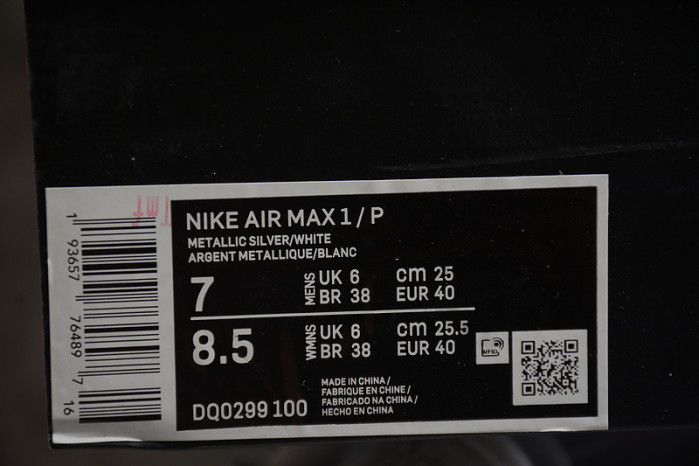 NIKE AIR MAX 1 / P
METALLIC SILVER/WHITE
ARGENT METALLIQUE/BLANC
7
MENS
UK 6 cm 25
BR 38 EUR 40
8.5
WMNS
UK 6 cm 25.5
BR 38 EUR 40
RFID
DQ0299 100
MADE IN CHINA /
FABRIQUE EN CHINE /
FABRICADO NA CHINA /
HECHO EN CHINA
1 93657 76489 7 16